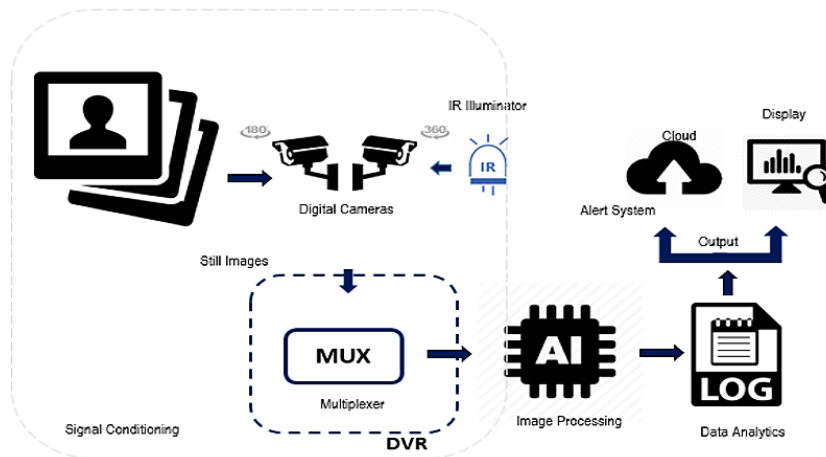 IR Illuminator
Display
180°
360°
Cloud
IR
Digital Cameras
Alert System
Output
Still Images
MUX
AI
LOG
Multiplexer
Image Processing
Signal Conditioning
DVR
Data Analytics